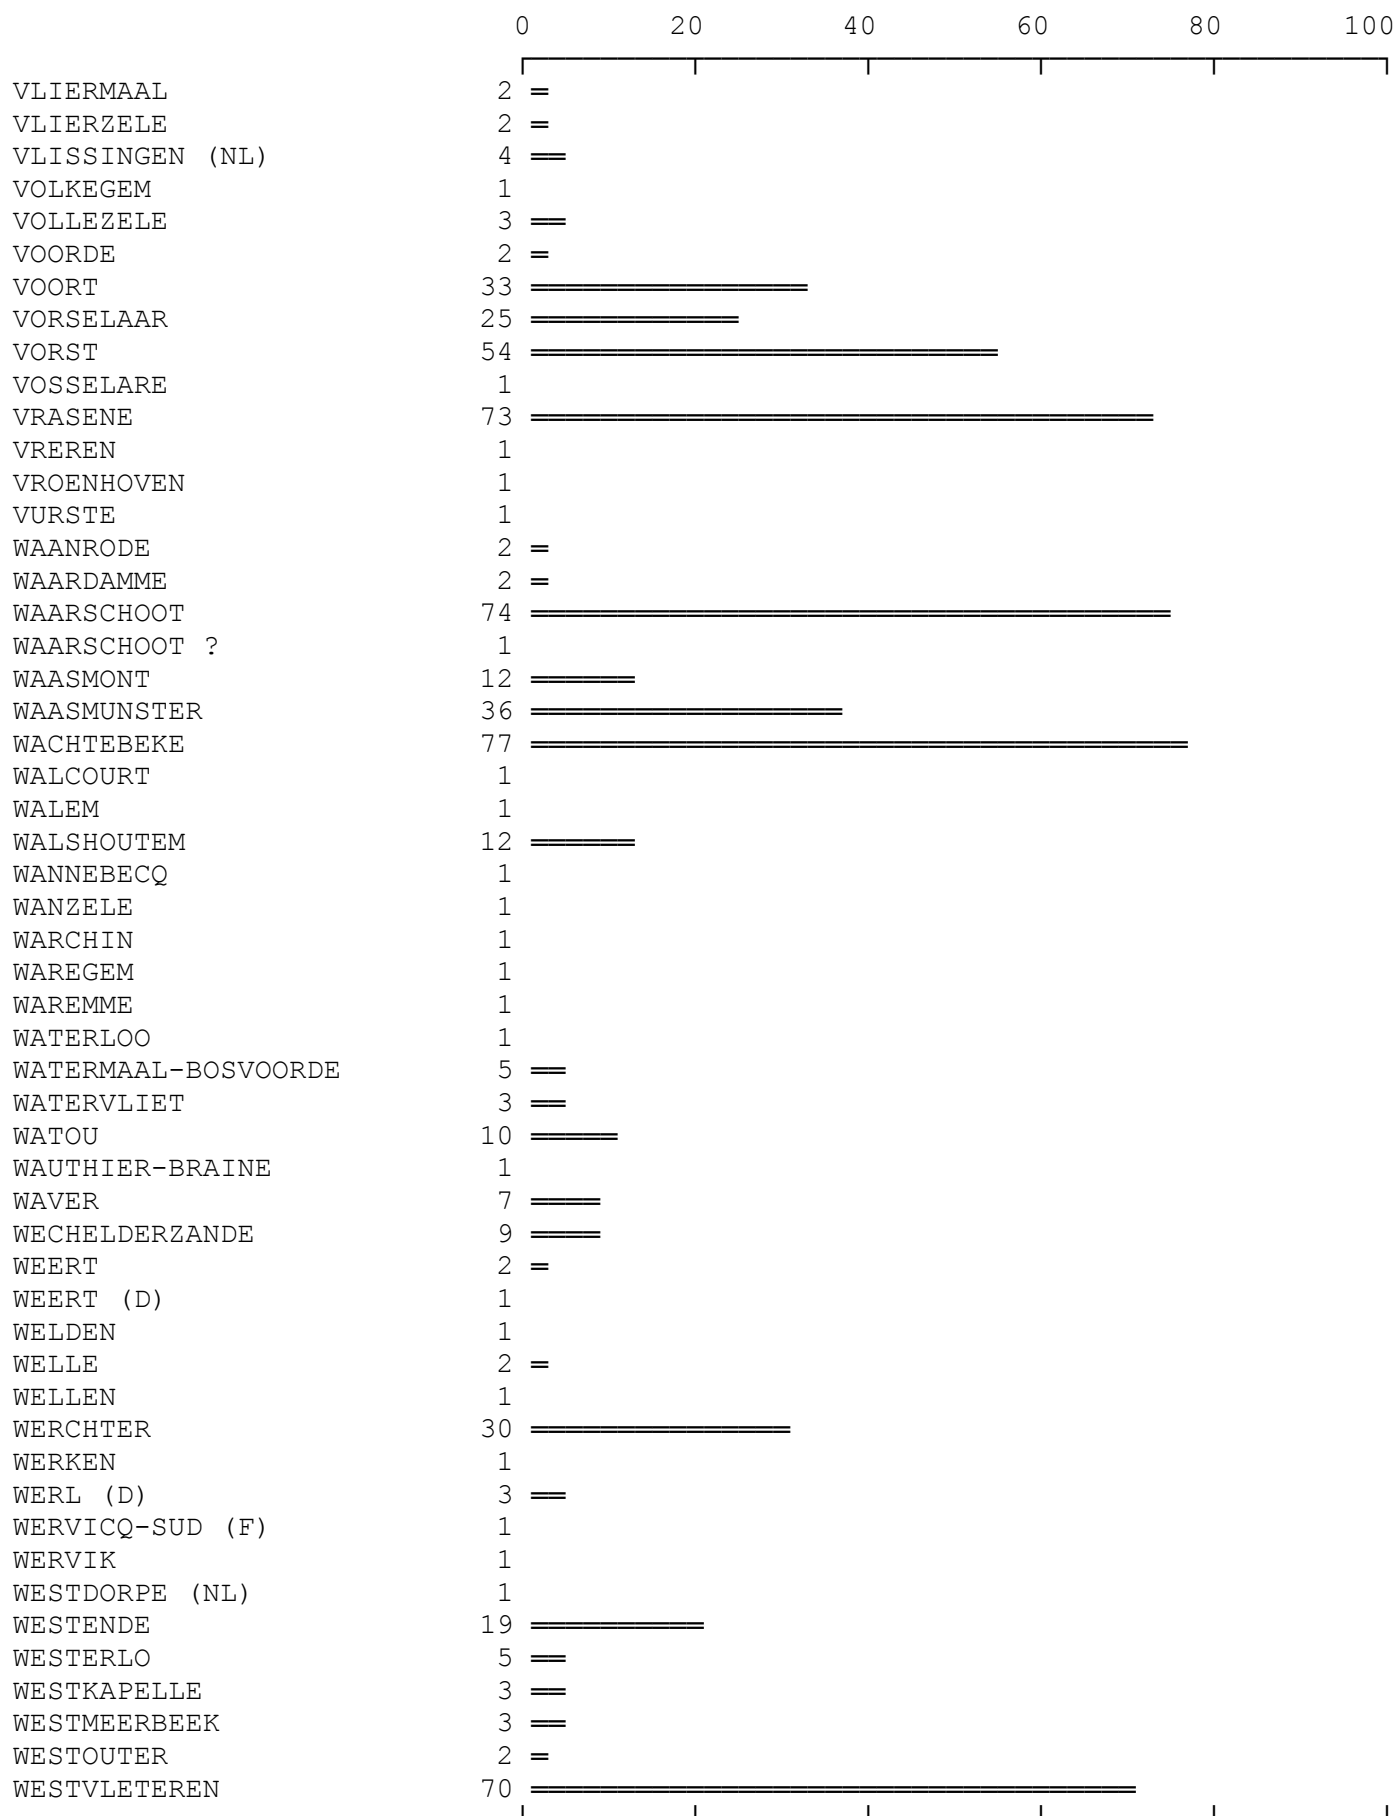 0 20 40 60 80 100
VLIERMAAL 2
VLIERZELE 2
VLISSINGEN (NL) 4
VOLKEGEM 1
VOLLEZELE 3
VOORDE 2
VOORT 33
VORSELAAR 25
VORST 54
VOSSELARE 1
VRASENE 73
VREREN 1
VROENHOVEN 1
VURSTE 1
WAANRODE 2
WAARDAMME 2
WAARSCHOOT 74
WAARSCHOOT ? 1
WAASMONT 12
WAASMUNSTER 36
WACHTEBEKE 77
WALCOURT 1
WALEM 1
WALSHOUTEM 12
WANNEBECQ 1
WANZELE 1
WARCHIN 1
WAREGEM 1
WAREMME 1
WATERLOO 1
WATERMAAL-BOSVOORDE 5
WATERVLIET 3
WATOU 10
WAUTHIER-BRAINE 1
WAVER 7
WECHELDERZANDE 9
WEERT 2
WEERT (D) 1
WELDEN 1
WELLE 2
WELLEN 1
WERCHTER 30
WERKEN 1
WERL (D) 3
WERVICQ-SUD (F) 1
WERVIK 1
WESTDORPE (NL) 1
WESTENDE 19
WESTERLO 5
WESTKAPELLE 3
WESTMEERBEEK 3
WESTOUTER 2
WESTVLETEREN 70